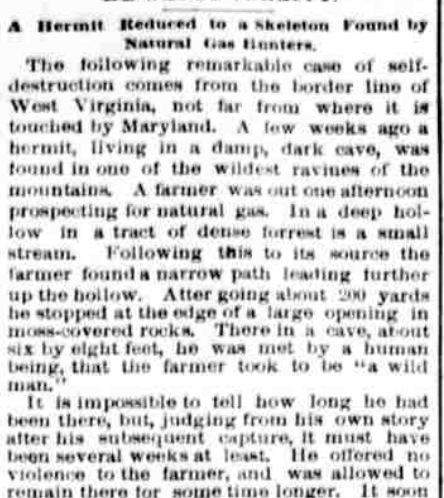 A Hermit Reduced to a Skeleton Found by
Natural Gas Hunters.
The following remarkable case of self-
destruction comes from the border line of
West Virginia, not far from where it is
touched by Maryland. A few weeks ago a
hermit, living in a damp, dark cave, was
found in one of the wildest ravines of the
mountains. A farmer was out one afternoon
prospecting for natural gas. In a deep hol-
low in a tract of dense forrest is a small
stream. Following this to its source the
farmer found a narrow path leading further
up the hollow. After going about 200 yards
he stopped at the edge of a large opening in
moss-covered rocks. There in a cave, about
six by eight feet, he was met by a human
being, that the farmer took to be "a wild
man."
It is impossible to tell how long he had
been there, but, judging from his own story
after his subsequent capture, it must have
been several weeks at least. He offered no
violence to the farmer, and was allowed to
remain there for some time longer. It soon